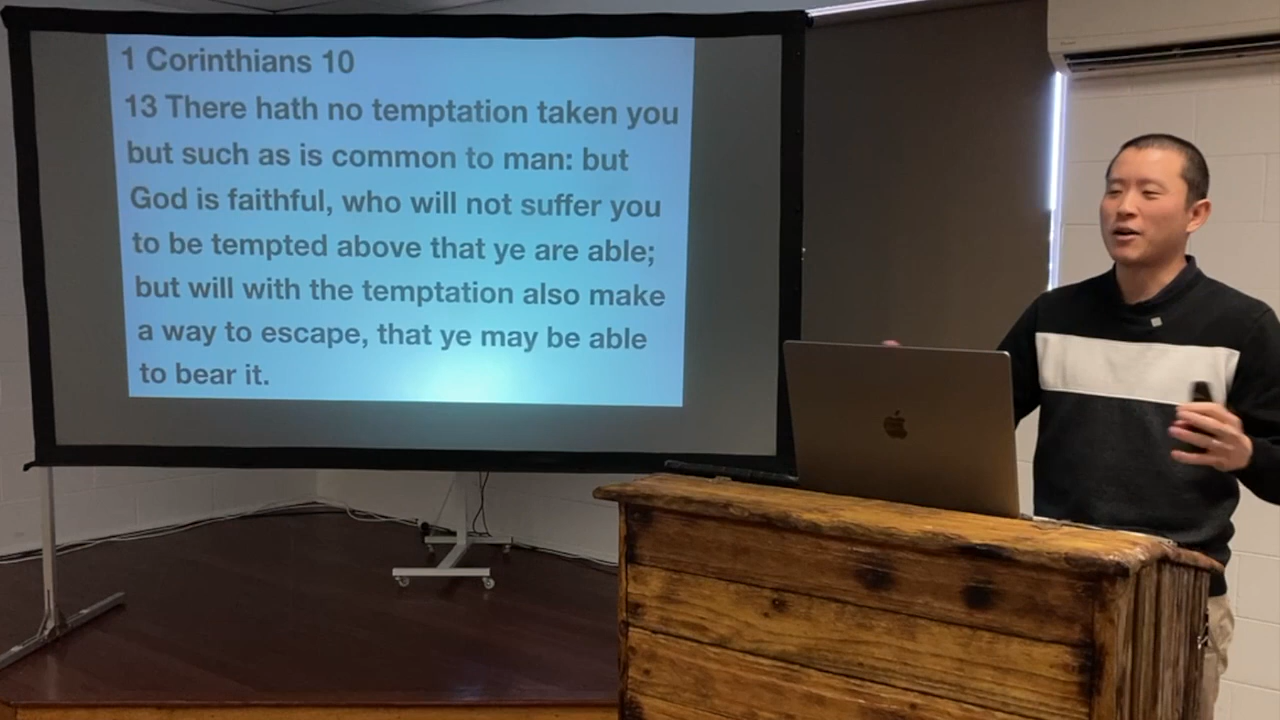 1 Corinthians 10
13 There hath no temptation taken you
but such as is common to man: but
God is faithful, who will not suffer you
to be tempted above that ye are able;
but will with the temptation also make
a way to escape, that ye may be able
to bear it.